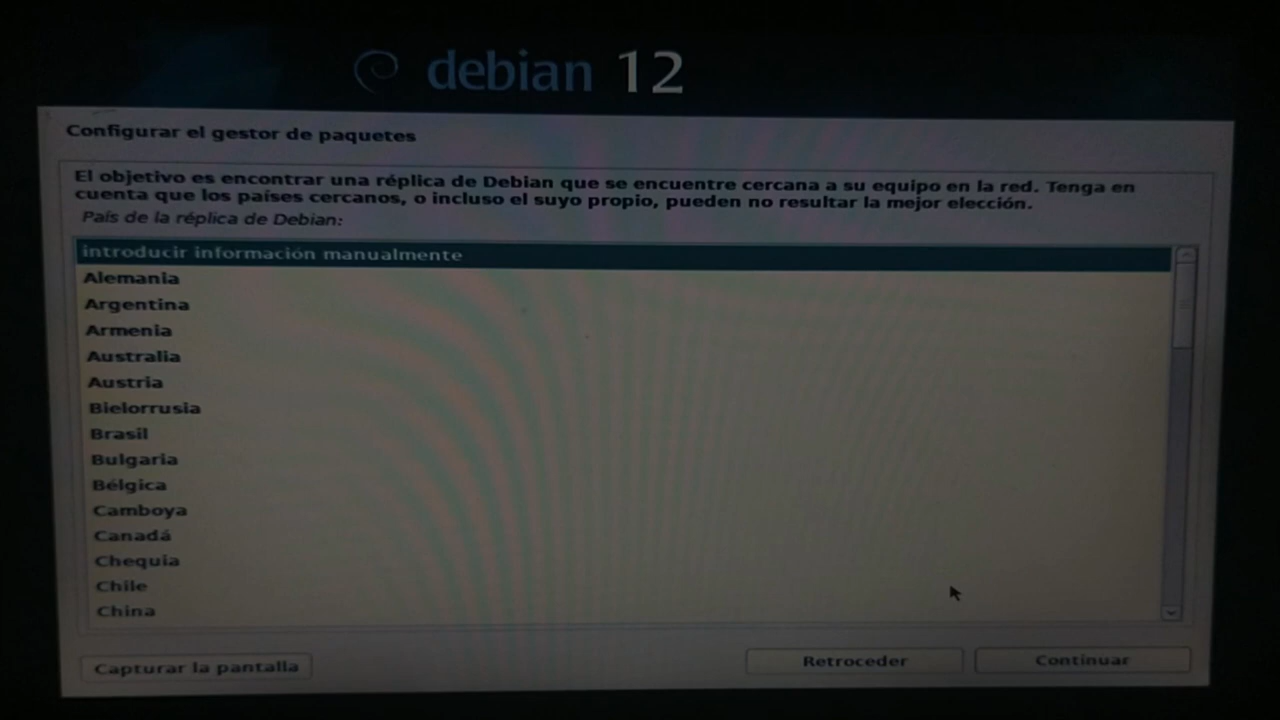 debian 12
Configurar el gestor de paquetes
El objetivo es encontrar una réplica de Debian que se encuentre cercana a su equipo en la red. Tenga en
cuenta que los países cercanos, o incluso el suyo propio, pueden no resultar la mejor elección.
País de la réplica de Debian:
introducir información manualmente
Alemania
Argentina
Armenia
Australia
Austria
Bielorrusia
Brasil
Bulgaria
Bélgica
Camboya
Canadá
Chequia
Chile
China
Capturar la pantalla
Retroceder
Continuar